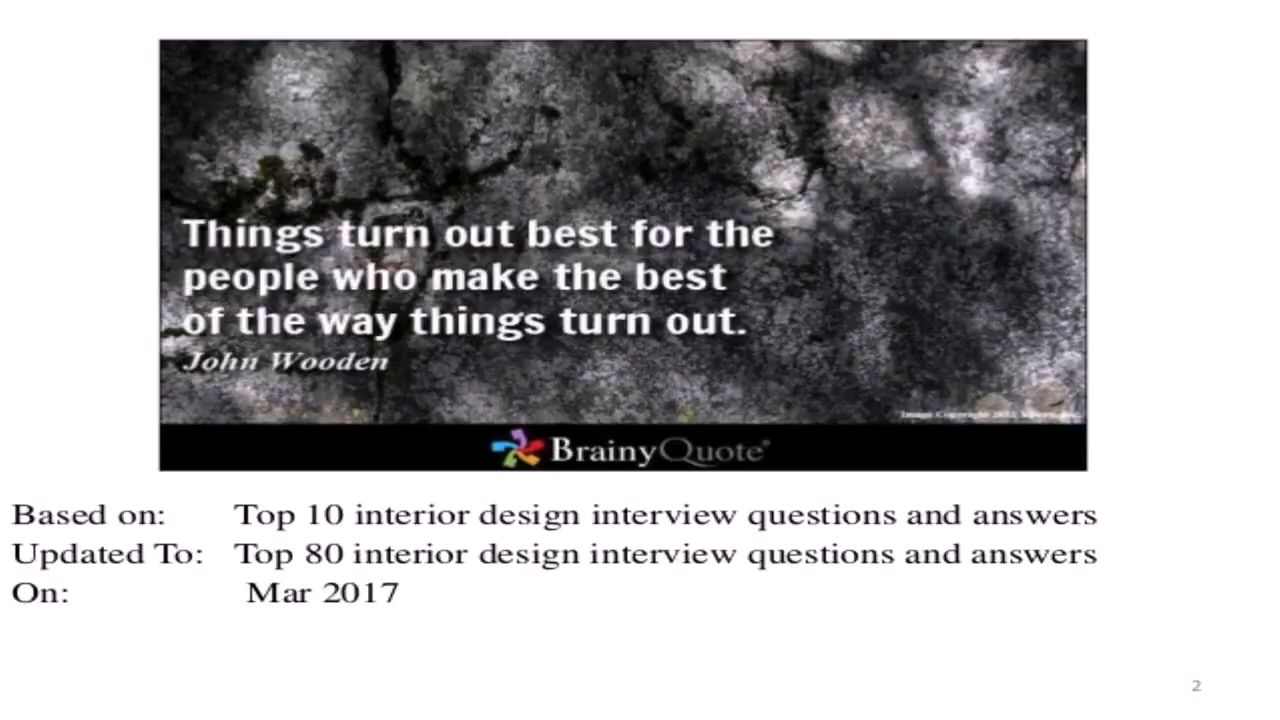 Things turn out best for the
people who make the best
of the way things turn out.
John Wooden
Image Copyright
BrainyQuote®
Based on: Top 10 interior design interview questions and answers
Updated To: Top 80 interior design interview questions and answers
On: Mar 2017
2